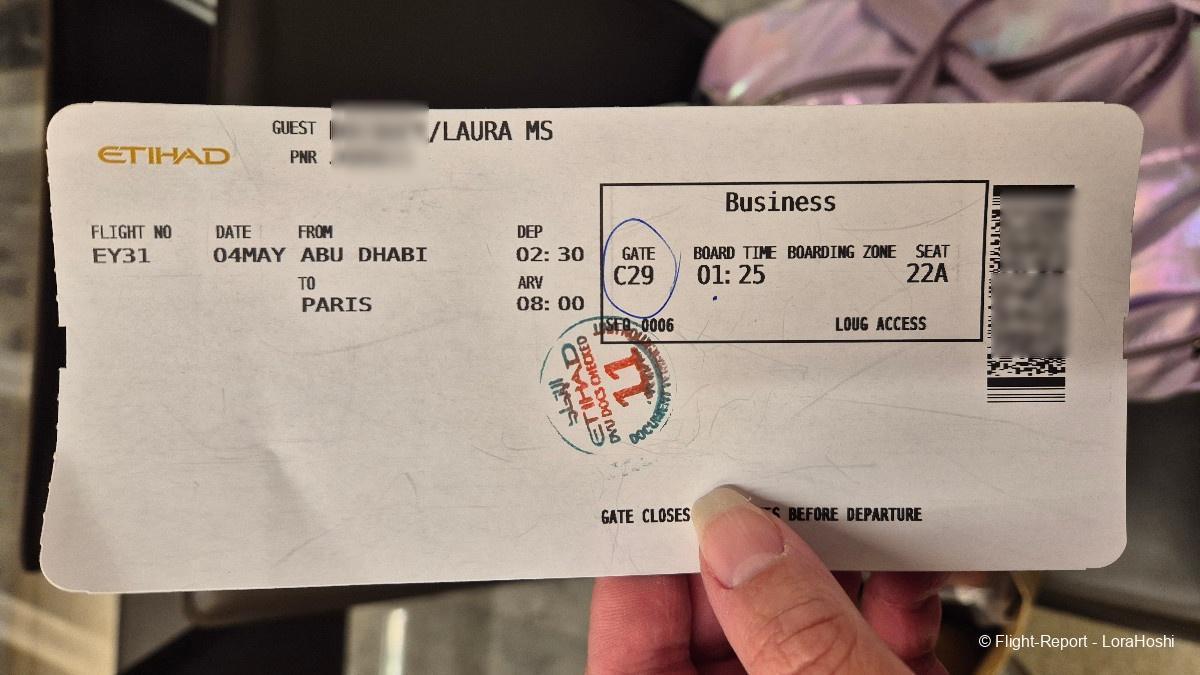 GUEST /LAURA MS
ETIHAD
PNR
Business
FLIGHT NO DATE FROM DEP
EY31 04MAY ABU DHABI 02:30
TO ARV
PARIS 08:00
GATE BOARD TIME BOARDING ZONE SEAT
C29 01:25 22A
SEQ 0006 LOUG ACCESS
ETIHAD
DOCS CHECKED
11
GATE CLOSES BEFORE DEPARTURE
© Flight-Report - LoraHoshi